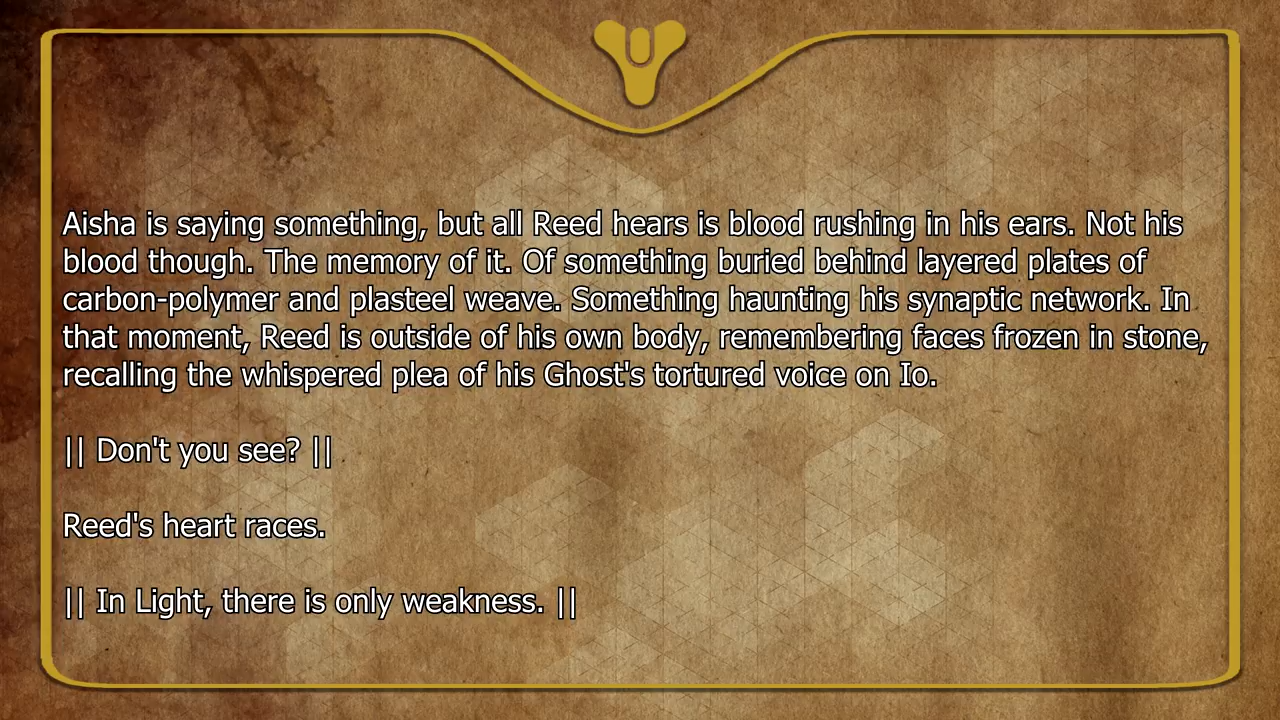 Aisha is saying something, but all Reed hears is blood rushing in his ears. Not his
blood though. The memory of it. Of something buried behind layered plates of
carbon-polymer and plasteel weave. Something haunting his synaptic network. In
that moment, Reed is outside of his own body, remembering faces frozen in stone,
recalling the whispered plea of his Ghost's tortured voice on Io.
|| Don't you see? ||
Reed's heart races.
|| In Light, there is only weakness. ||